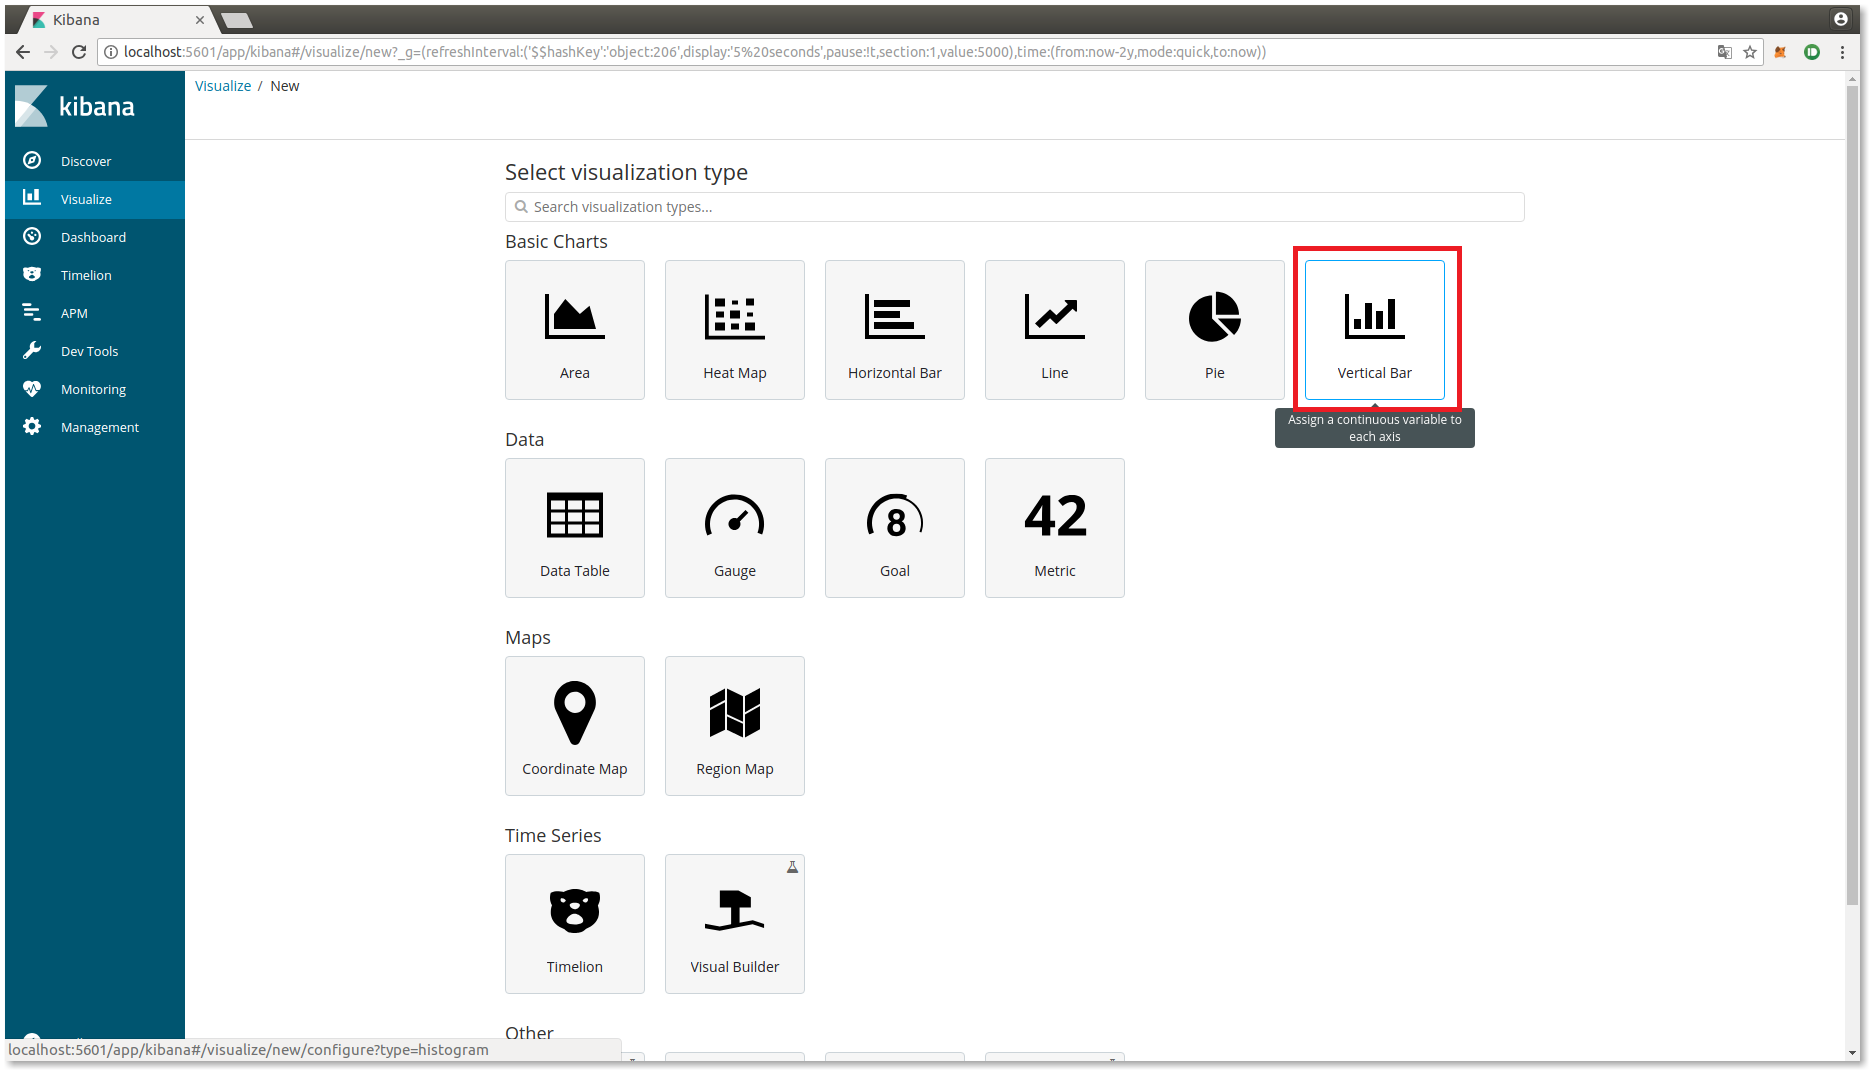 Kibana
localhost:5601/app/kibana#/visualize/new?_g=(refreshInterval:('$$hashKey':'object:206',display:'5%20seconds',pause:!t,section:1,value:5000),time:(from:now-2y,mode:quick,to:now))
kibana
Visualize / New
Discover
Visualize
Dashboard
Timelion
APM
Dev Tools
Monitoring
Management
Select visualization type
Search visualization types...
Basic Charts
Area
Heat Map
Horizontal Bar
Line
Pie
Vertical Bar
Assign a continuous variable to
each axis
Data
8
42
Data Table
Gauge
Goal
Metric
Maps
Coordinate Map
Region Map
Time Series
Timelion
Visual Builder
Other
localhost:5601/app/kibana#/visualize/new/configure?type=histogram